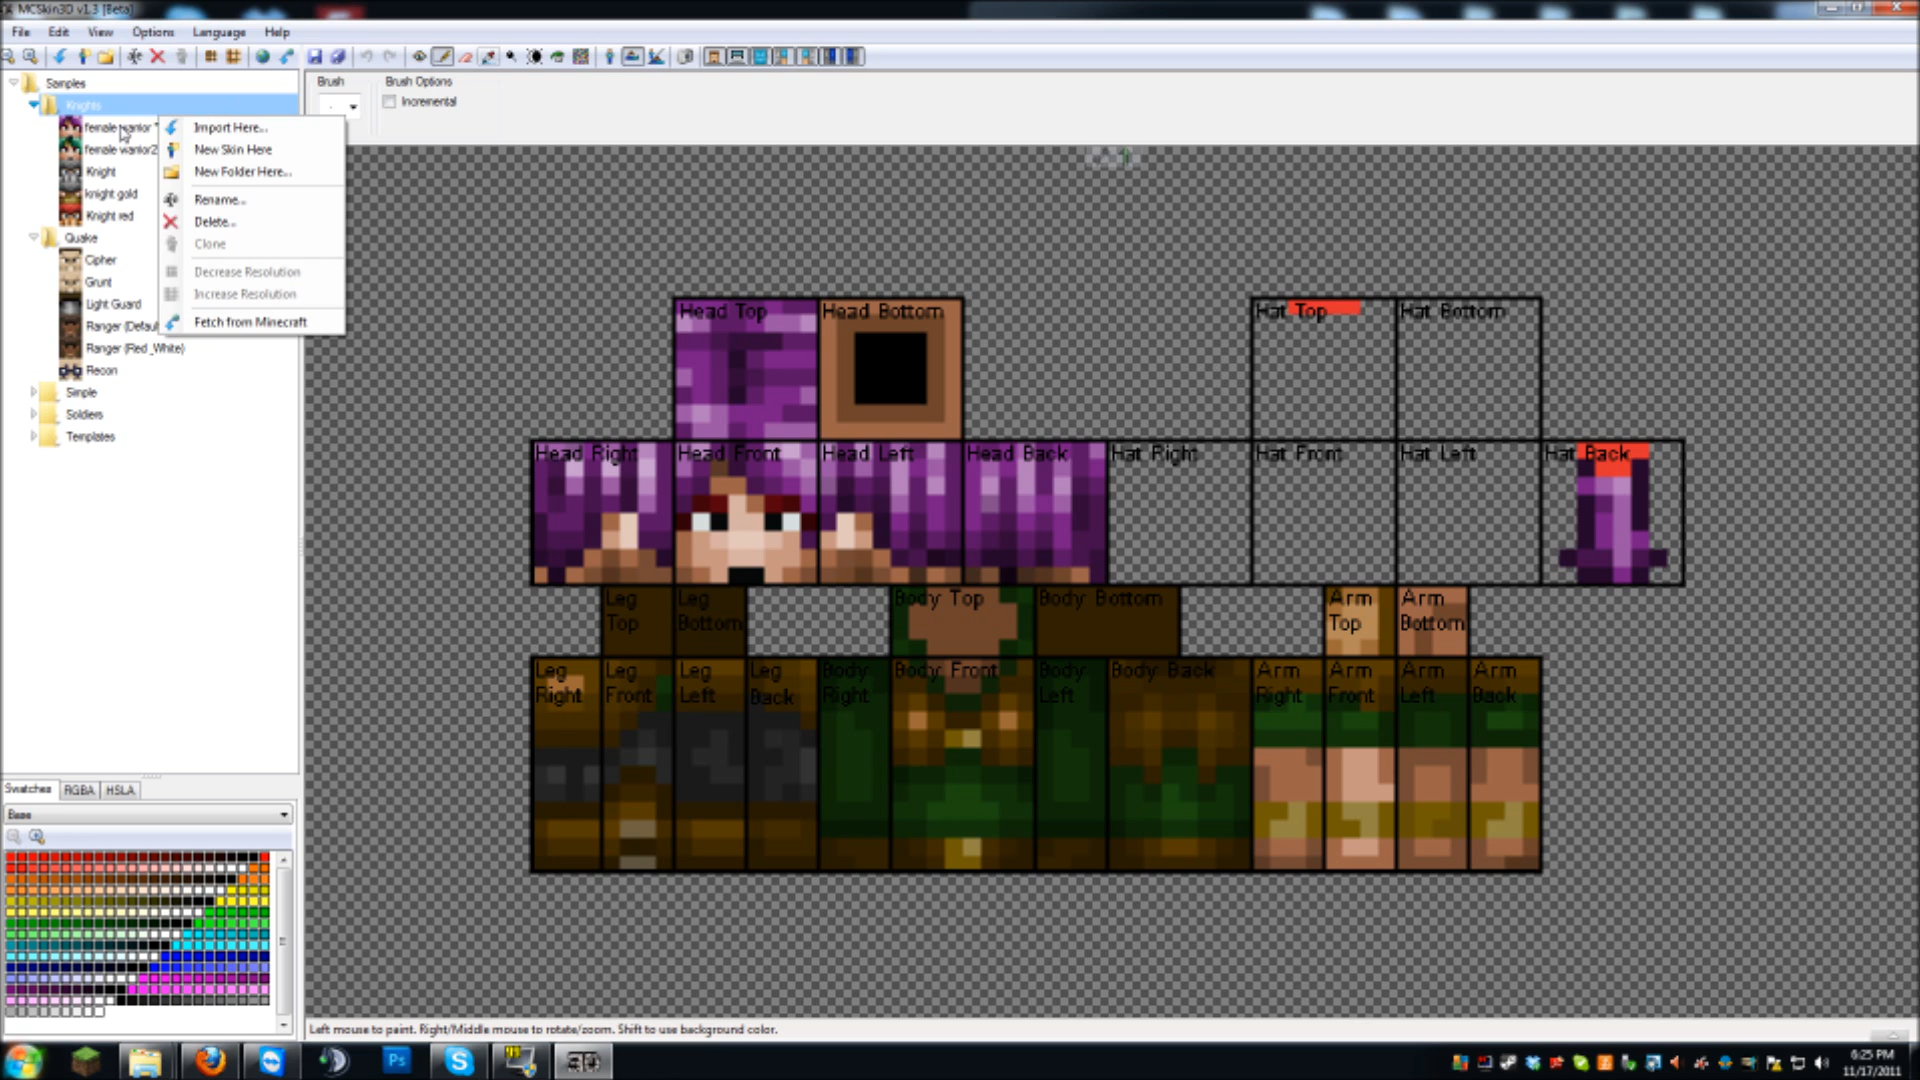 MCSkin3D v1.3 [Beta]
File Edit View Options Language Help
Samples
Knights
female warrior *
female warrior2
Knight
knight gold
Knight red
Quake
Cipher
Grunt
Light Guard
Ranger (Defaul
Ranger (Red_White)
Recon
Simple
Soldiers
Templates
Import Here...
New Skin Here
New Folder Here...
Rename...
Delete...
Clone
Decrease Resolution
Increase Resolution
Fetch from Minecraft
Brush
Brush Options
Incremental
Head Top Head Bottom Hat Top Hat Bottom
Head Right Head Front Head Left Head Back Hat Right Hat Front Hat Left Hat Back
Leg Top Leg Bottom Body Top Body Bottom Arm Top Arm Bottom
Leg Right Leg Front Leg Left Leg Back Body Right Body Front Body Left Body Back Arm Right Arm Front Arm Left Arm Back
Swatches RGBA HSLA
Base
Left mouse to paint. Right/Middle mouse to rotate/zoom. Shift to use background color.
Ps
3D
6:25 PM
11/17/2011